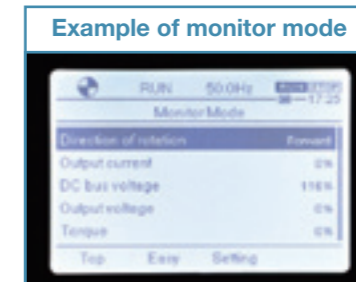 Example of monitor mode
RUN 50.0Hz
17:25
Monitor Mode
Direction of rotation Forward
Output current 0%
DC bus voltage 116%
Output voltage 0%
Torque 0%
Top Easy Setting